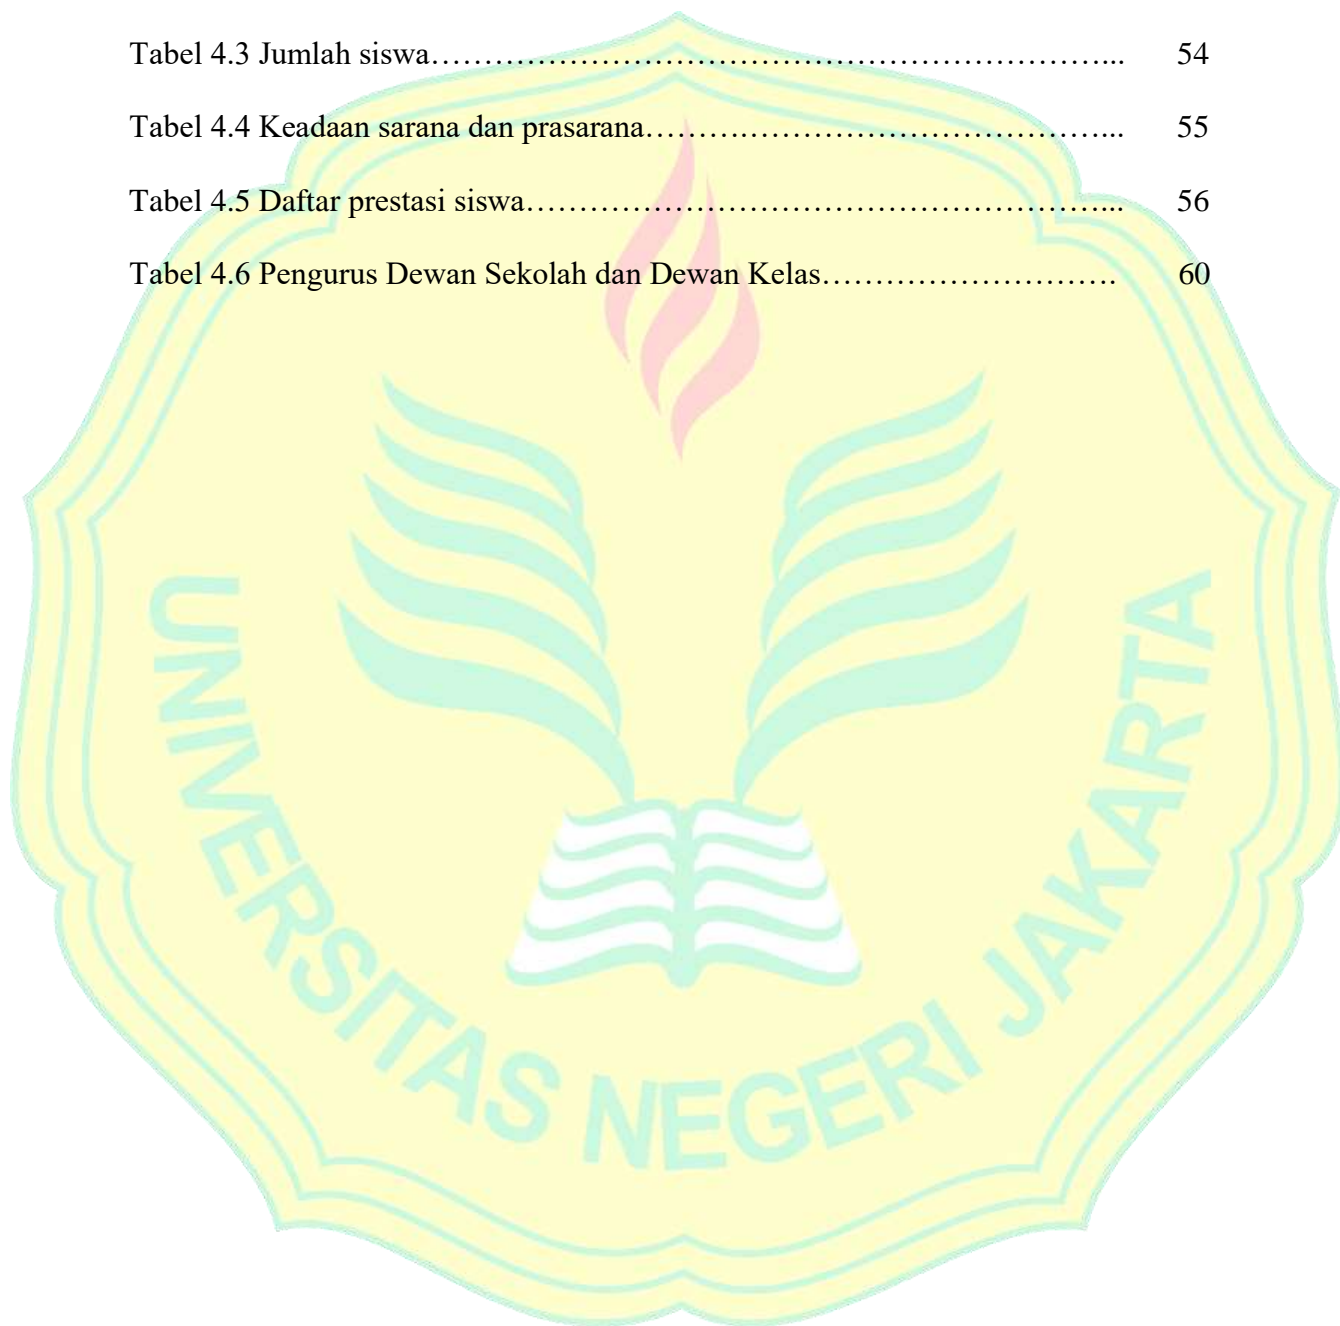 Tabel 4.3 Jumlah siswa…………………………………………………………………... 54
Tabel 4.4 Keadaan sarana dan prasarana……………………………………………... 55
Tabel 4.5 Daftar prestasi siswa…………………………………………………………... 56
Tabel 4.6 Pengurus Dewan Sekolah dan Dewan Kelas………………………. 60
UNIVERSITAS NEGERI JAKARTA